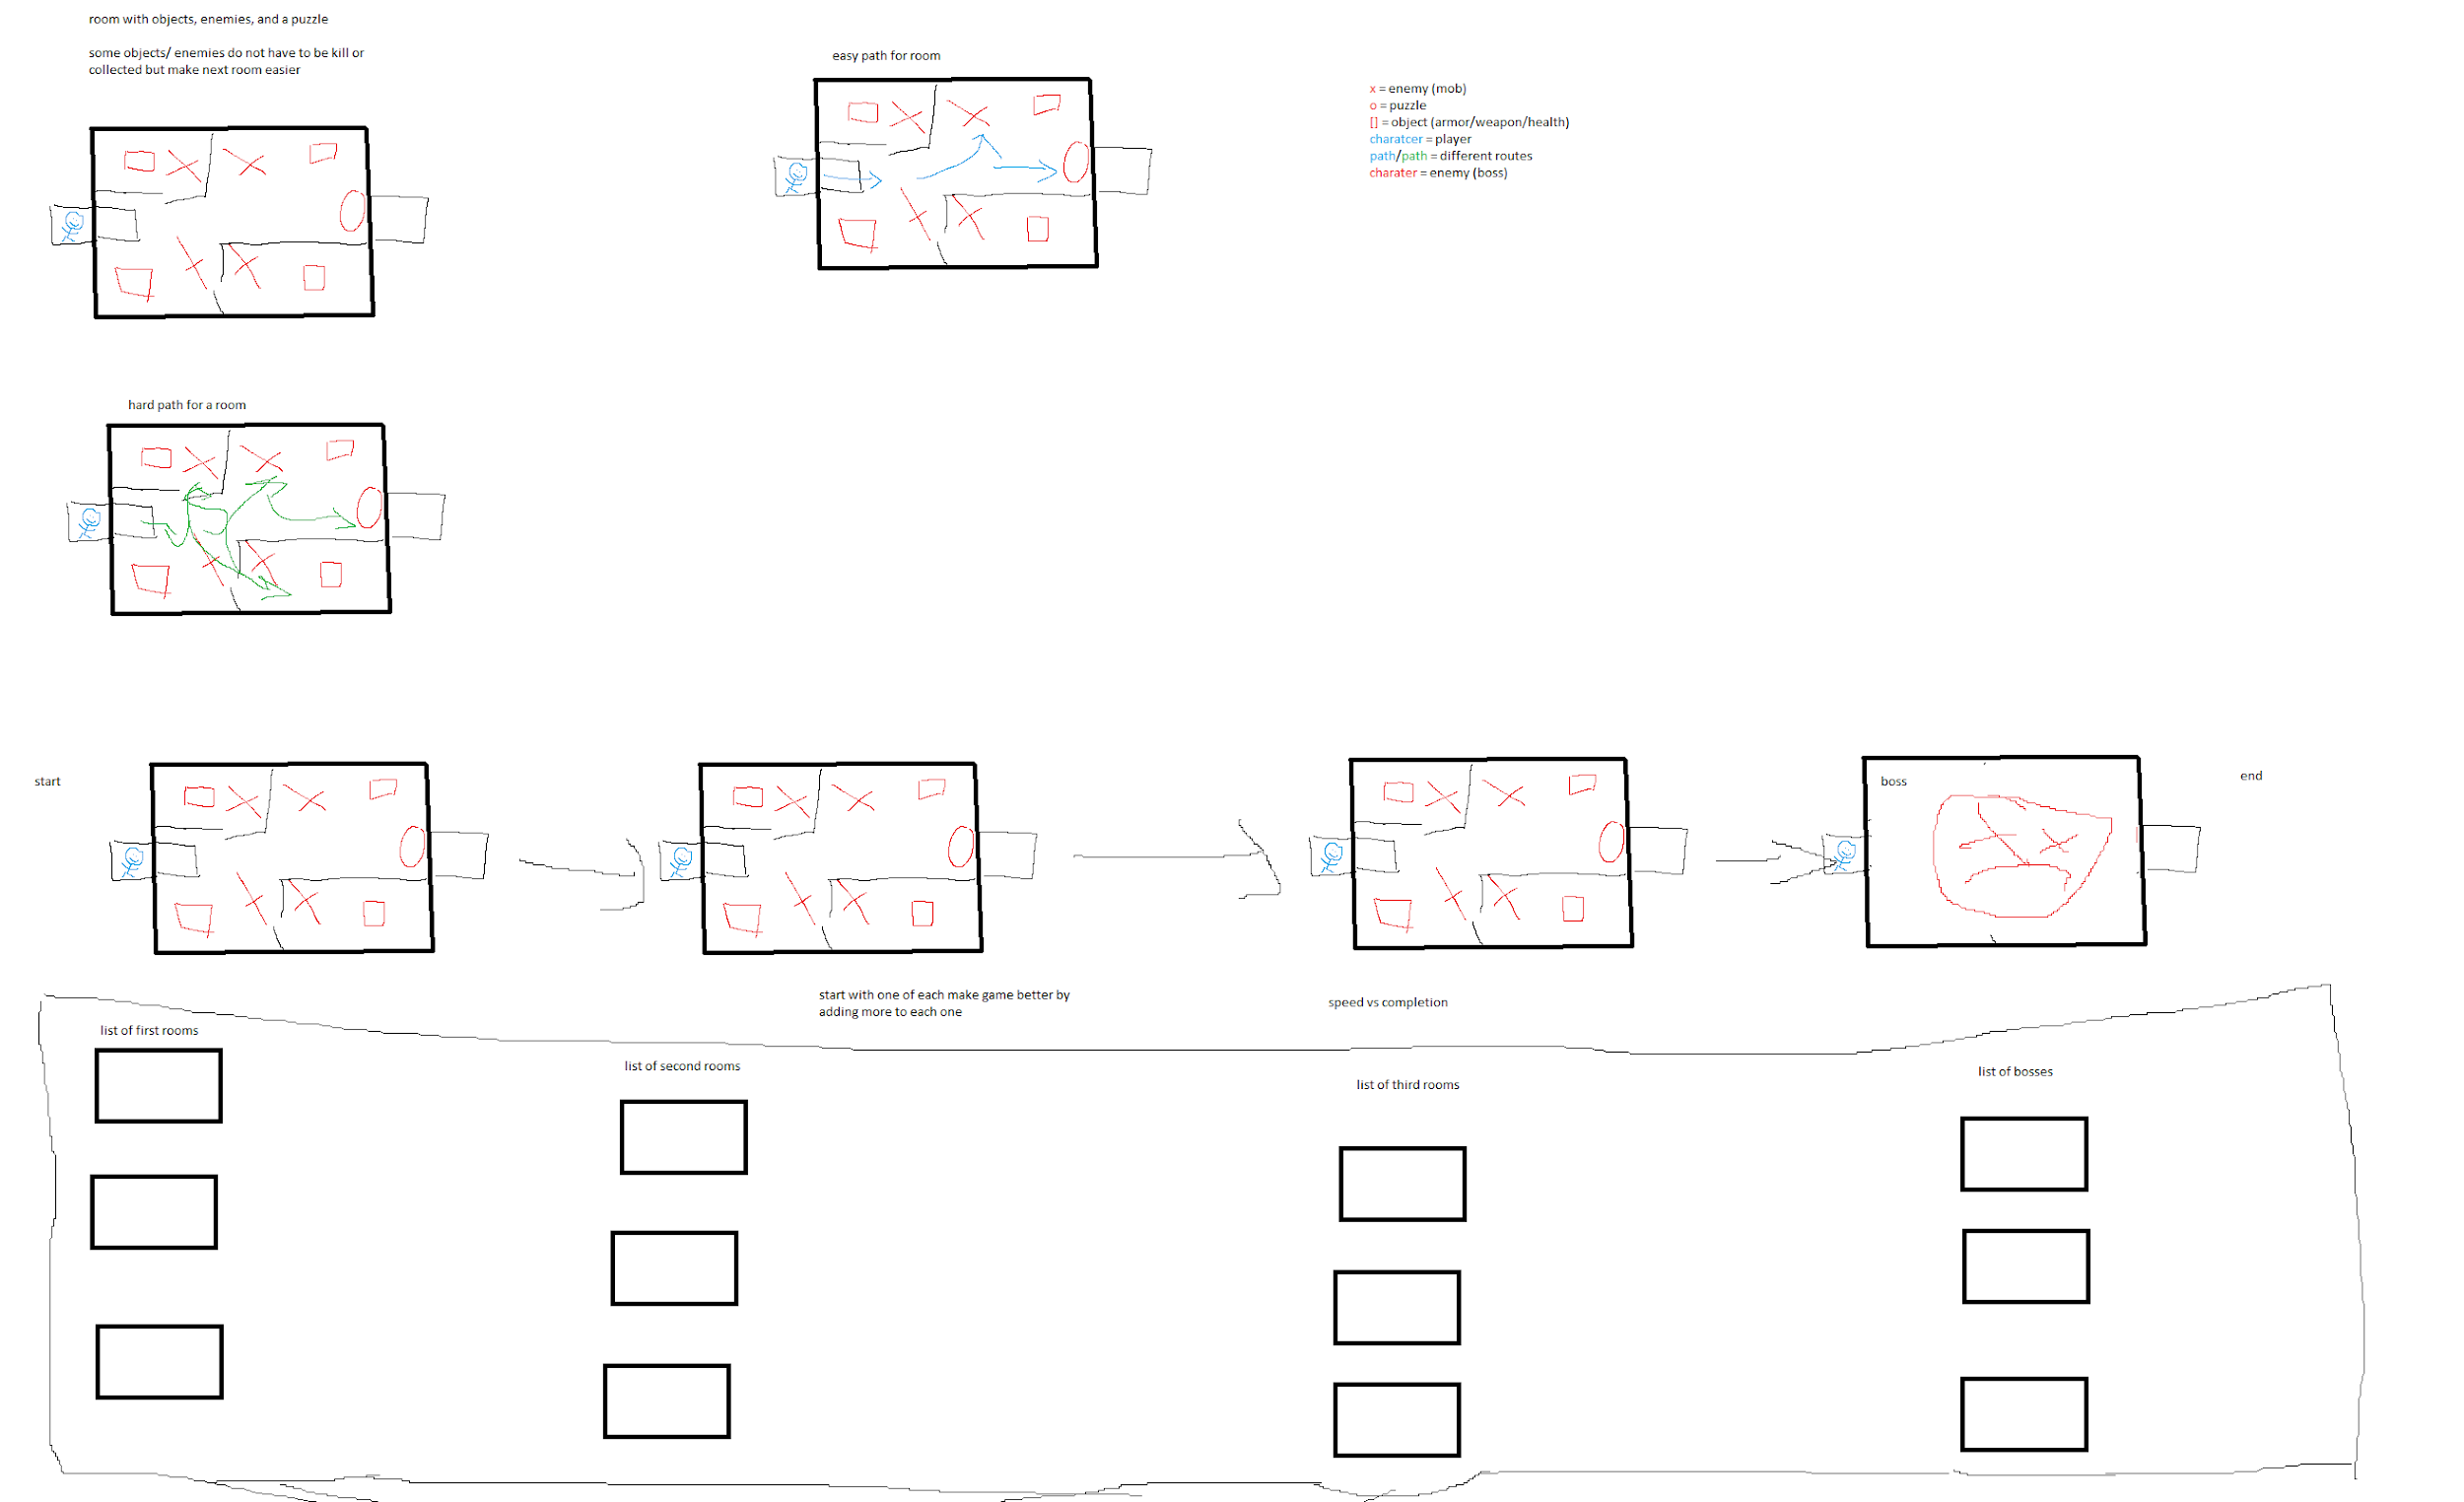 room with objects, enemies, and a puzzle
some objects/ enemies do not have to be kill or
collected but make next room easier
easy path for room
x = enemy (mob)
o = puzzle
[] = object (armor/weapon/health)
charatcer = player
path/path = different routes
charater = enemy (boss)
hard path for a room
start
boss
end
start with one of each make game better by
adding more to each one
speed vs completion
list of first rooms
list of second rooms
list of third rooms
list of bosses